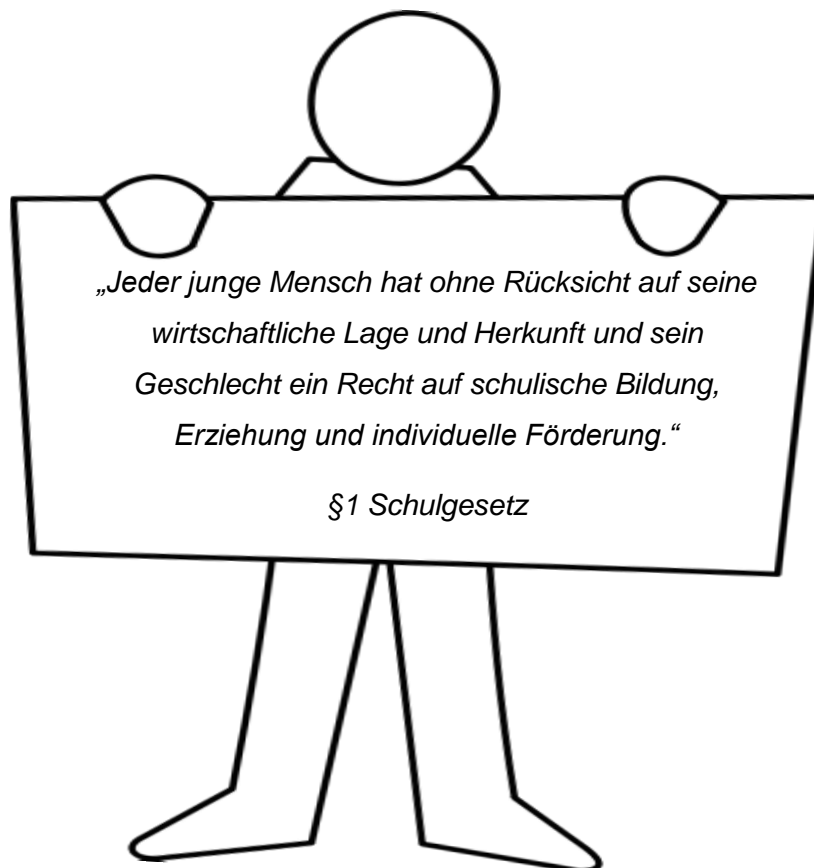 „Jeder junge Mensch hat ohne Rücksicht auf seine
wirtschaftliche Lage und Herkunft und sein
Geschlecht ein Recht auf schulische Bildung,
Erziehung und individuelle Förderung.“
§1 Schulgesetz